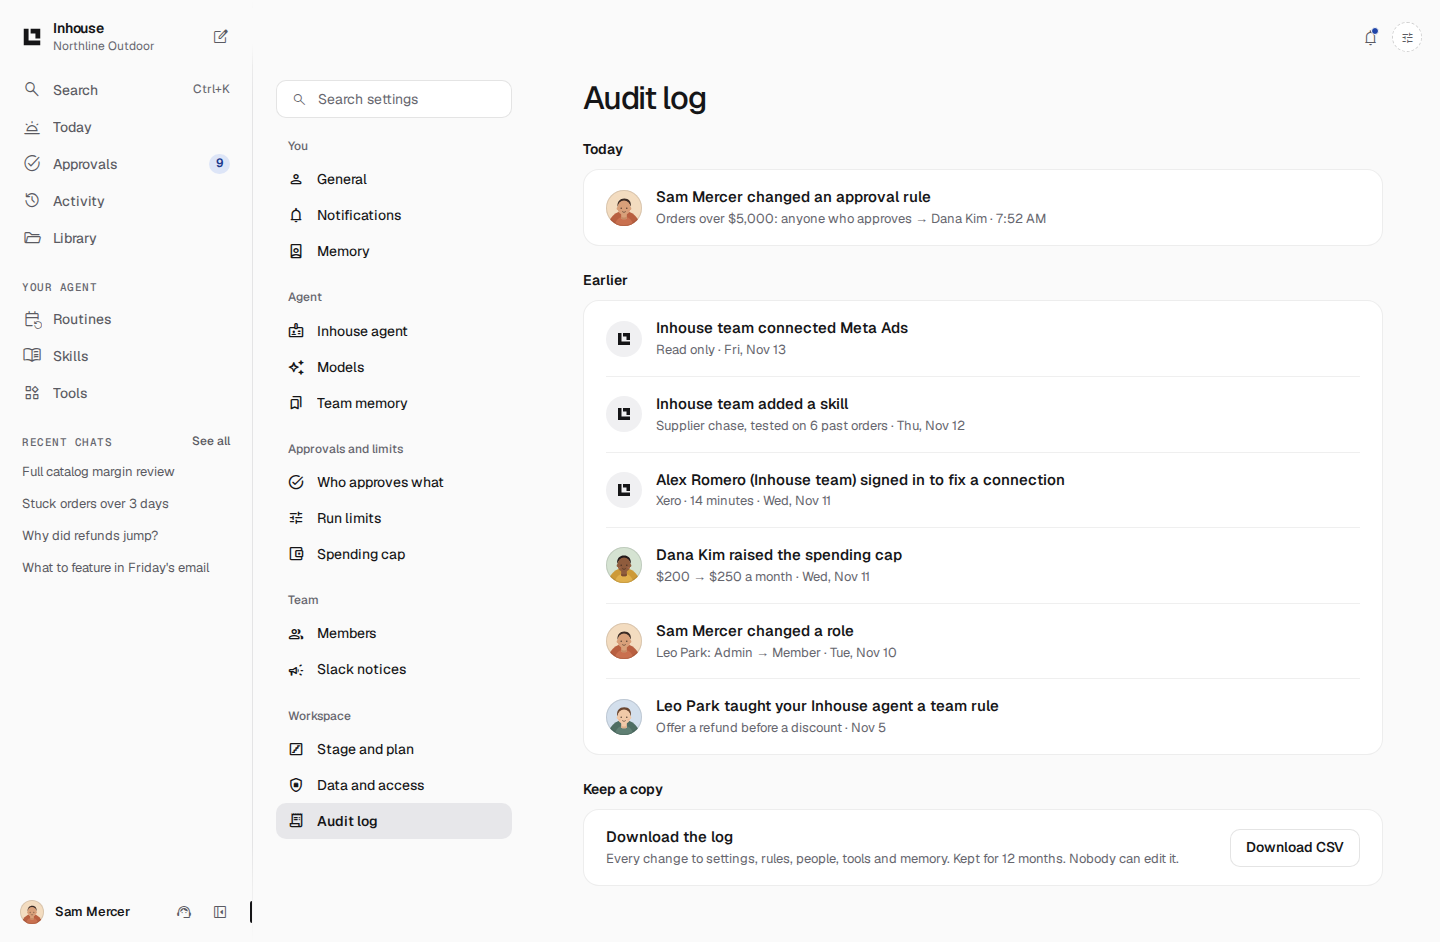 Inhouse
Northline Outdoor
Search Ctrl+K
Today
Approvals 9
Activity
Library
YOUR AGENT
Routines
Skills
Tools
RECENT CHATS See all
Full catalog margin review
Stuck orders over 3 days
Why did refunds jump?
What to feature in Friday's email
Sam Mercer
Search settings
You
General
Notifications
Memory
Agent
Inhouse agent
Models
Team memory
Approvals and limits
Who approves what
Run limits
Spending cap
Team
Members
Slack notices
Workspace
Stage and plan
Data and access
Audit log
Audit log
Today
Sam Mercer changed an approval rule
Orders over $5,000: anyone who approves → Dana Kim · 7:52 AM
Earlier
Inhouse team connected Meta Ads
Read only · Fri, Nov 13
Inhouse team added a skill
Supplier chase, tested on 6 past orders · Thu, Nov 12
Alex Romero (Inhouse team) signed in to fix a connection
Xero · 14 minutes · Wed, Nov 11
Dana Kim raised the spending cap
$200 → $250 a month · Wed, Nov 11
Sam Mercer changed a role
Leo Park: Admin → Member · Tue, Nov 10
Leo Park taught your Inhouse agent a team rule
Offer a refund before a discount · Nov 5
Keep a copy
Download the log
Every change to settings, rules, people, tools and memory. Kept for 12 months. Nobody can edit it.
Download CSV